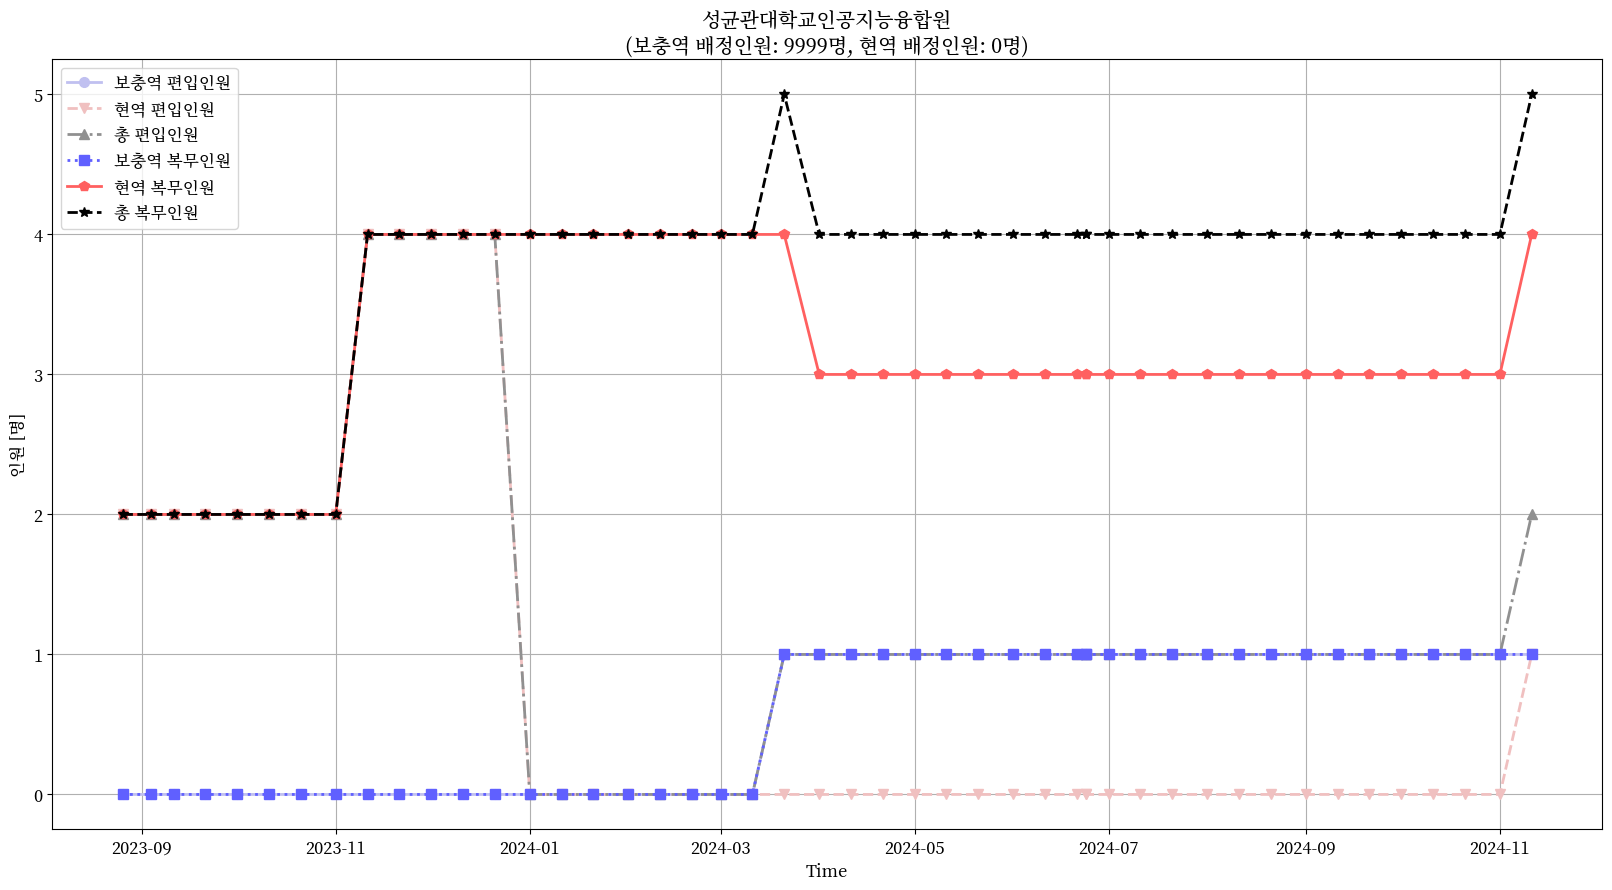 성균관대학교인공지능융합원
(보충역 배정인원: 9999명, 현역 배정인원: 0명)
보충역 편입인원
현역 편입인원
총 편입인원
보충역 복무인원
현역 복무인원
총 복무인원
인원 [명]
5
4
3
2
1
0
2023-09
2023-11
2024-01
2024-03
2024-05
2024-07
2024-09
2024-11
Time